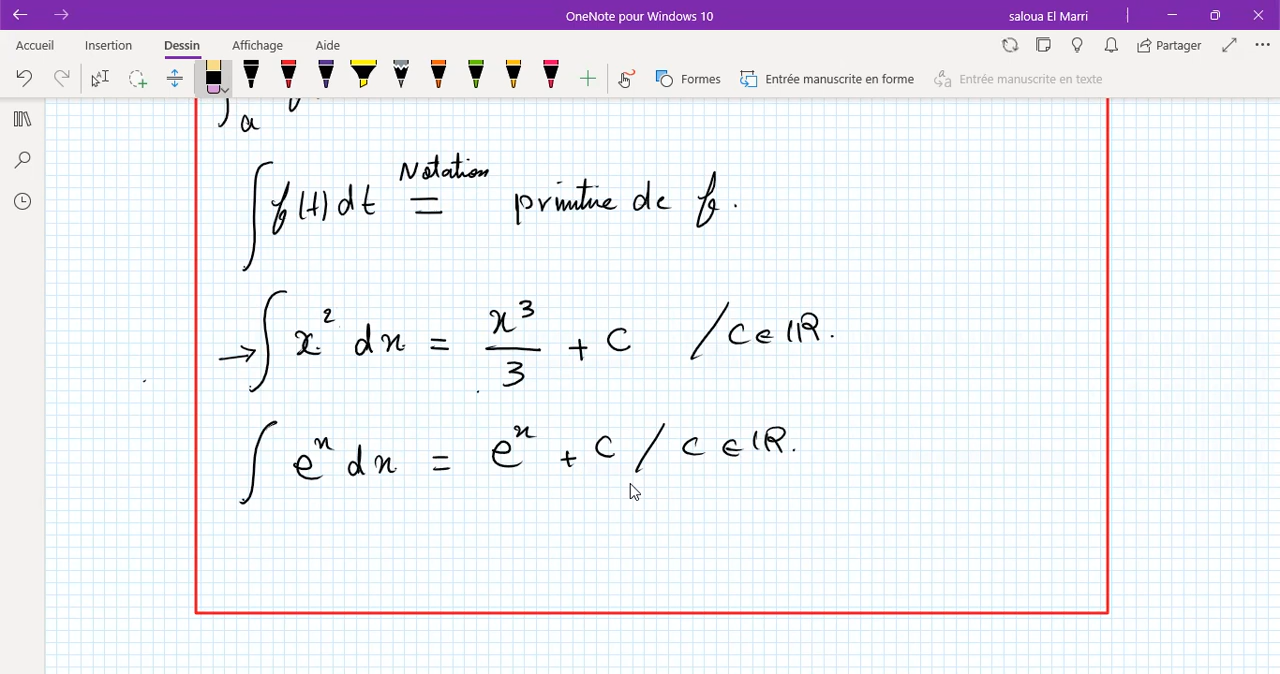 OneNote pour Windows 10
saloua El Marri
Accueil Insertion Dessin Affichage Aide
Partager
Formes Entrée manuscrite en forme Entrée manuscrite en texte
∫a
∫ f(t) dt = Notation primitie de f.
→ ∫ x² dx = x³/3 + C / C ∈ ℝ.
∫ eˣ dx = eˣ + C / C ∈ ℝ.